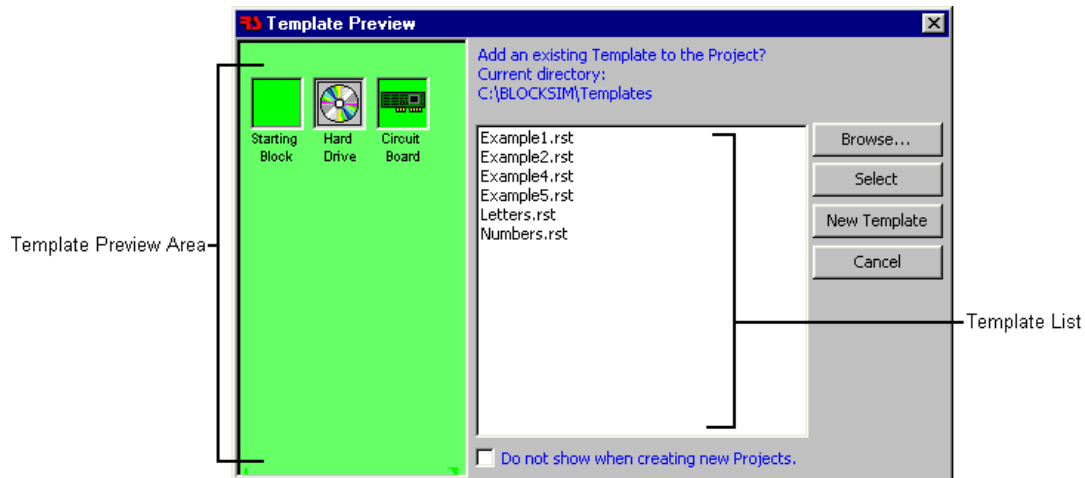 Template Preview
Add an existing Template to the Project?
Current directory:
C:\BLOCKSIM\Templates
Starting Block
Hard Drive
Circuit Board
Example1.rst
Example2.rst
Example4.rst
Example5.rst
Letters.rst
Numbers.rst
Browse...
Select
New Template
Cancel
Template Preview Area
Template List
Do not show when creating new Projects.